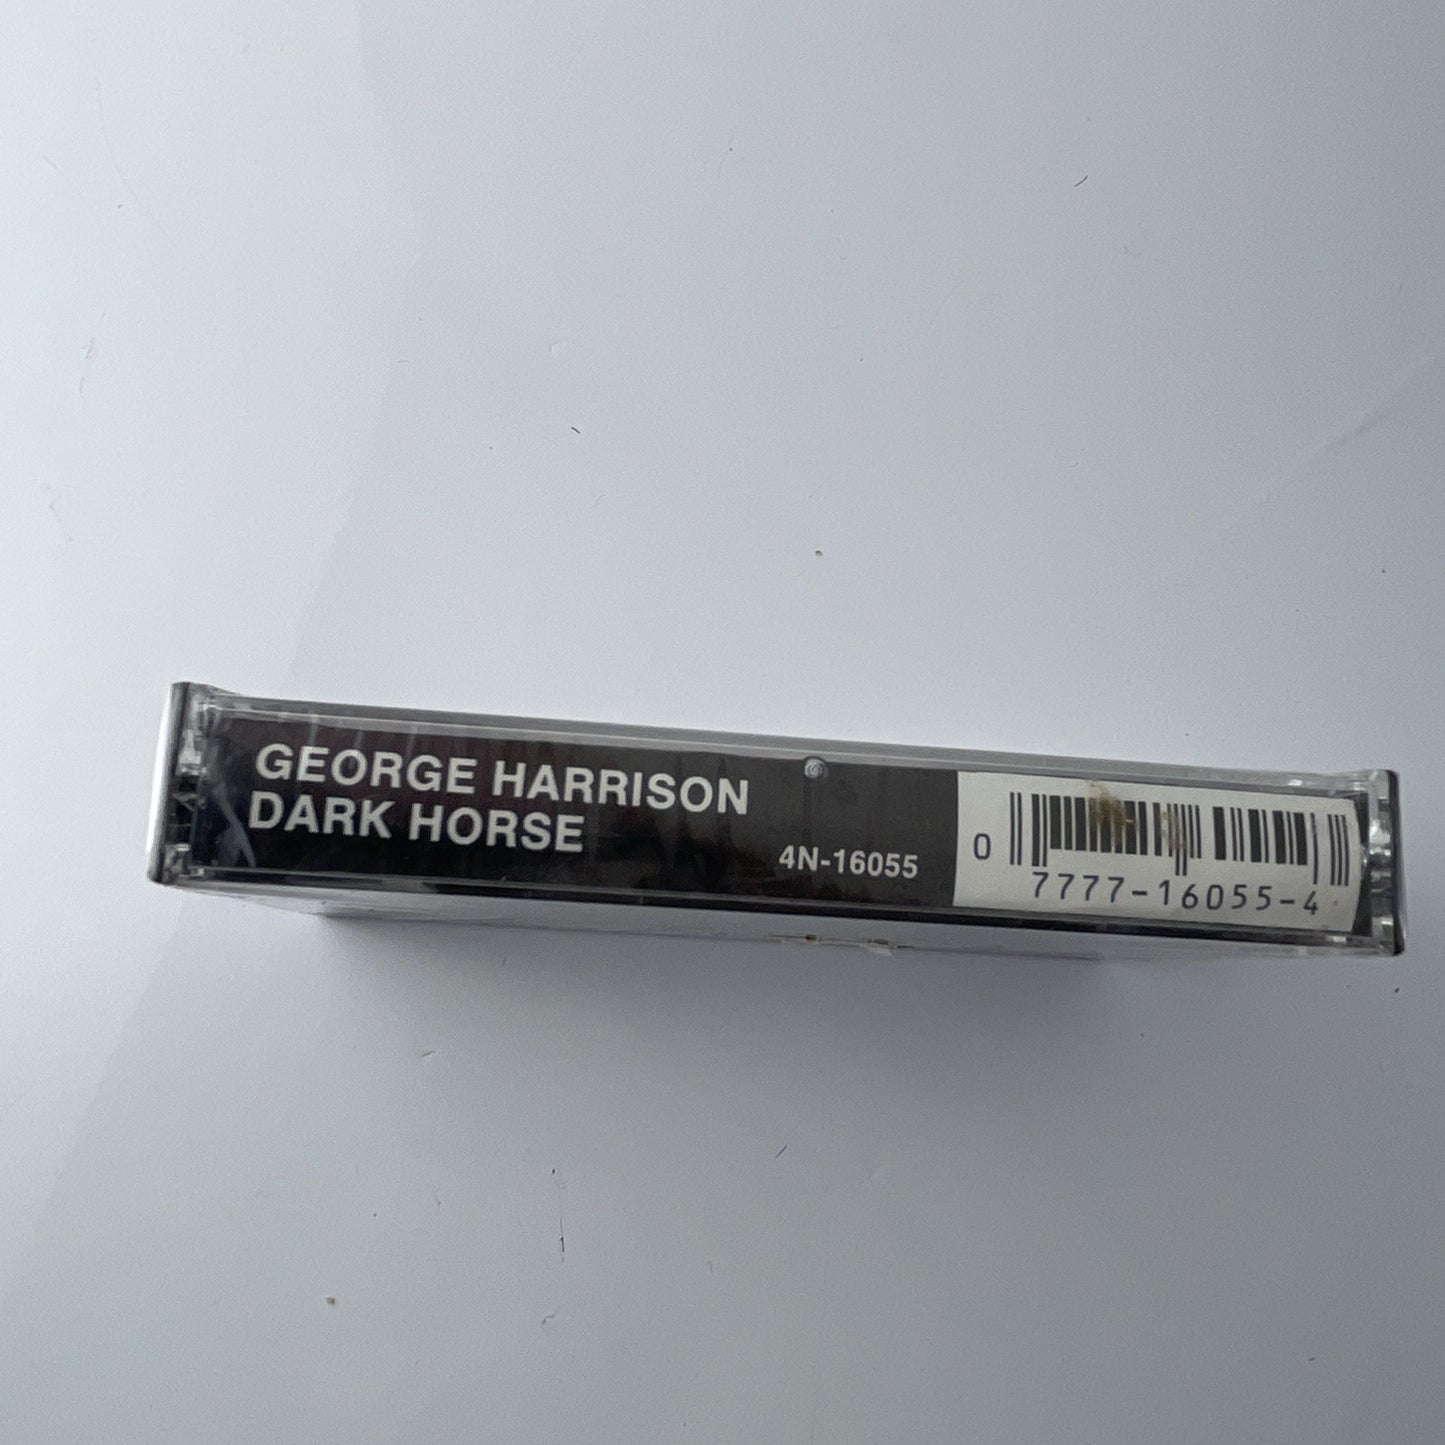 GEORGE HARRISON
DARK HORSE
4N-16055
0
7777-16055-4